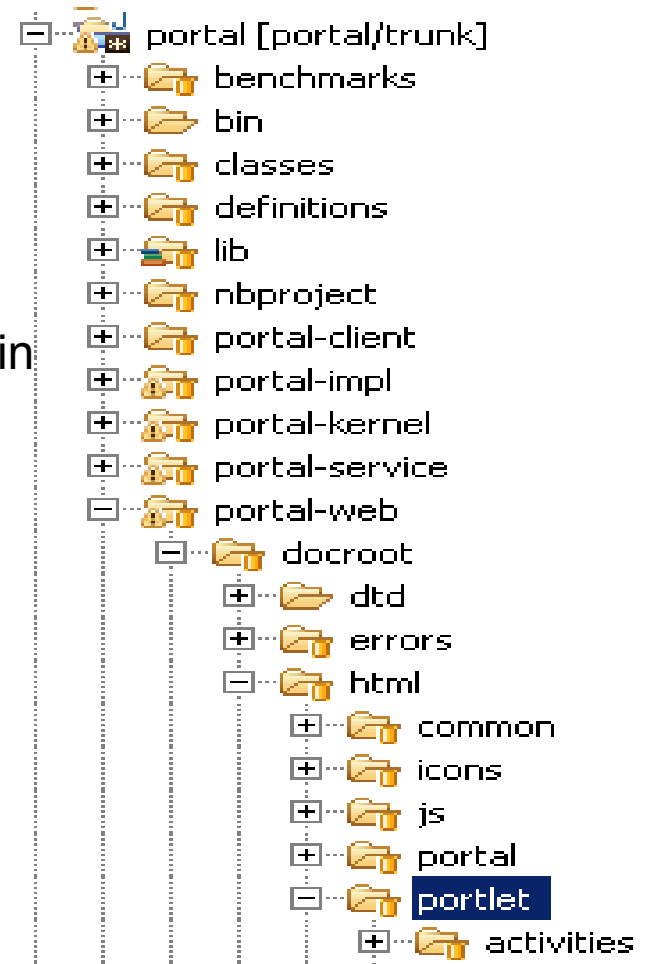 portal [portal/trunk]
benchmarks
bin
classes
definitions
lib
nbproject
in
portal-client
portal-impl
portal-kernel
portal-service
portal-web
docroot
dtd
errors
html
common
icons
js
portal
portlet
activities